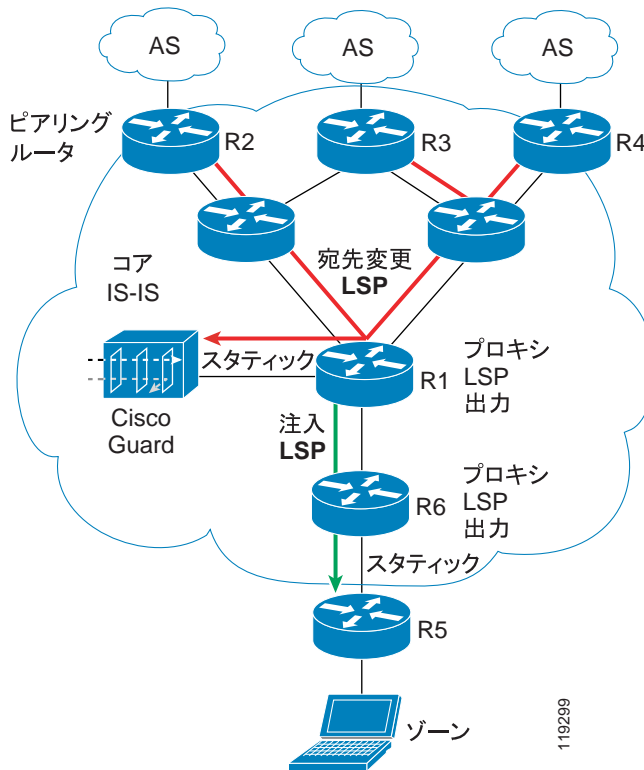 AS
AS
AS
ピアリング
ルータ
R2
R3
R4
コア
IS-IS
宛先変更
LSP
スタティック
R1
プロキシ
LSP
出力
Cisco
Guard
注入
LSP
R6
プロキシ
LSP
出力
スタティック
R5
ゾーン
119299